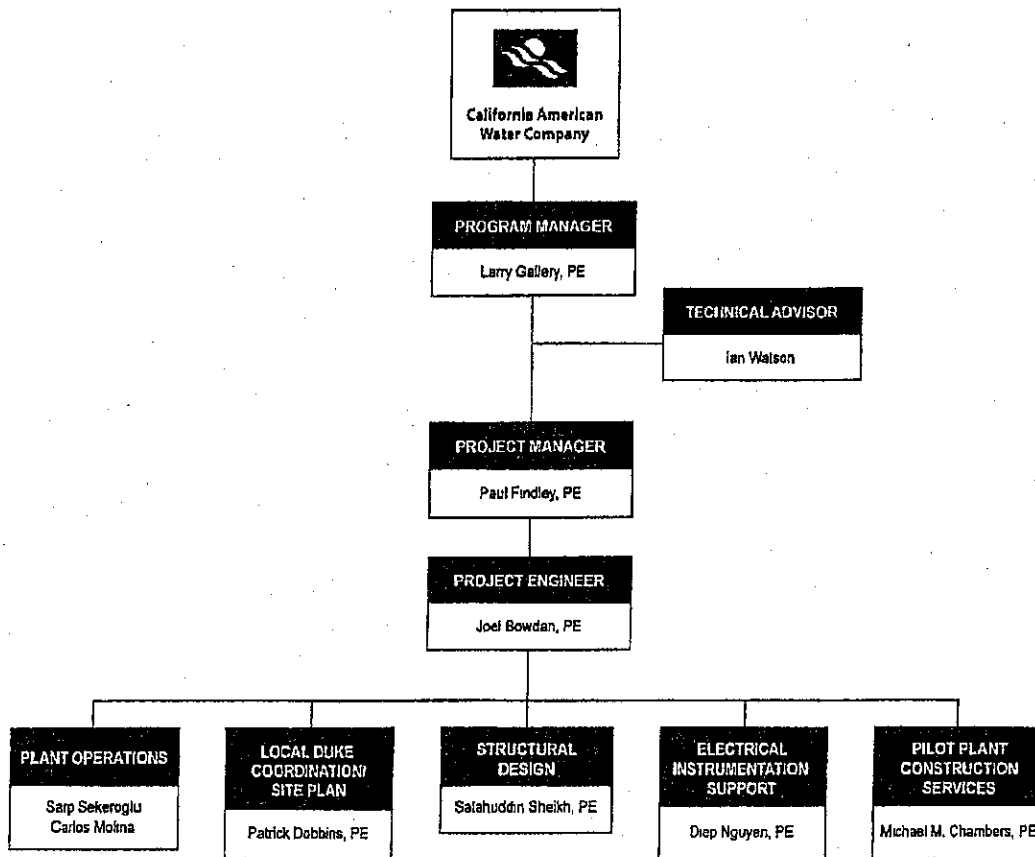 California American
Water Company
PROGRAM MANAGER
Larry Gallery, PE
TECHNICAL ADVISOR
Ian Watson
PROJECT MANAGER
Paul Findley, PE
PROJECT ENGINEER
Joel Bowdan, PE
PLANT OPERATIONS
Sarp Sekeroglu
Carlos Molina
LOCAL DUKE
COORDINATION/
SITE PLAN
Patrick Dobbins, PE
STRUCTURAL
DESIGN
Salahuddin Sheikh, PE
ELECTRICAL
INSTRUMENTATION
SUPPORT
Diep Nguyen, PE
PILOT PLANT
CONSTRUCTION
SERVICES
Michael M. Chambers, PE